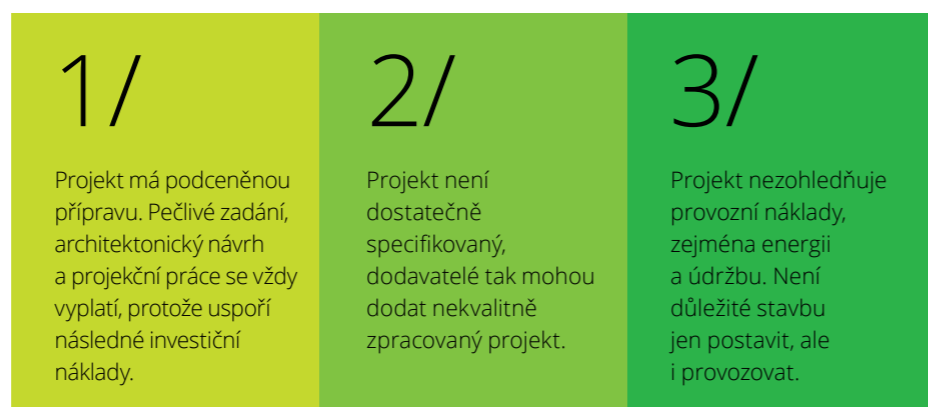 1/
Projekt má podceněnou
přípravu. Pečlivé zadání,
architektonický návrh
a projekční práce se vždy
vyplatí, protože uspoří
následné investiční
náklady.
2/
Projekt není
dostatečně
specifikovaný,
dodavatelé tak mohou
dodat nekvalitně
zpracovaný projekt.
3/
Projekt nezohledňuje
provozní náklady,
zejména energii
a údržbu. Není
důležité stavbu
jen postavit, ale
i provozovat.